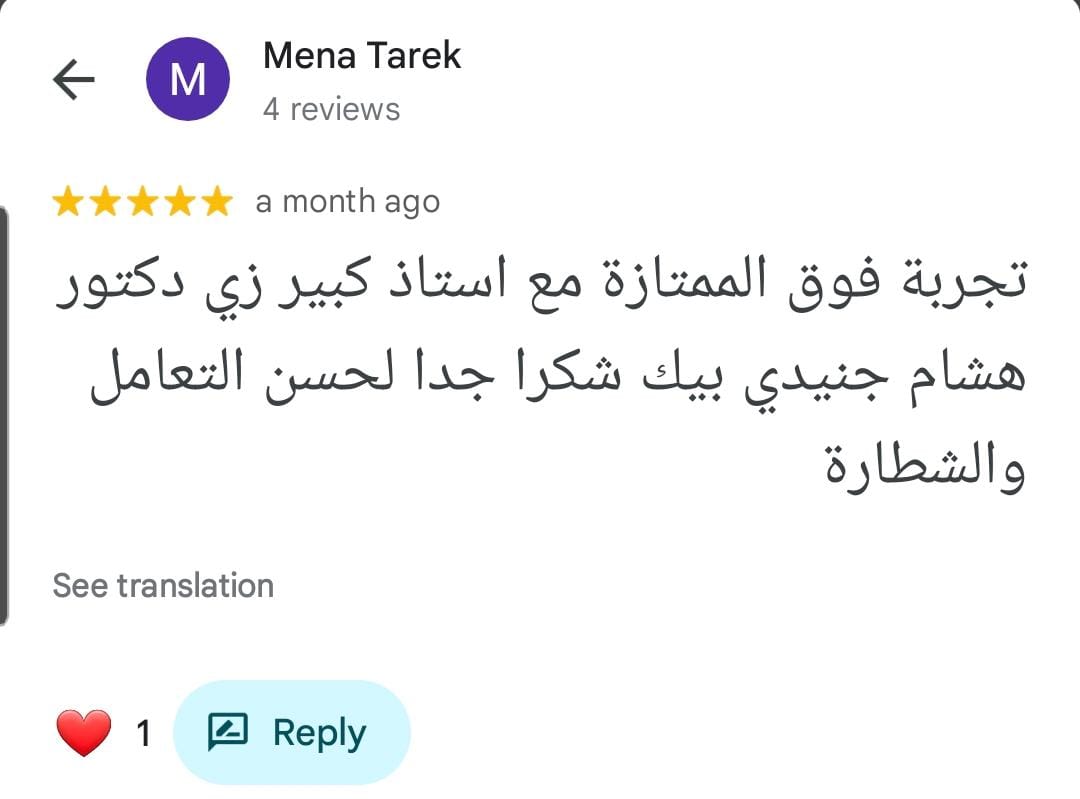 Mena Tarek
4 reviews
a month ago
تجربة فوق الممتازة مع استاذ كبير زي دكتور
هشام جنيدي بيك شكرا جدا لحسن التعامل
والشطارة
See translation
1
Reply
M